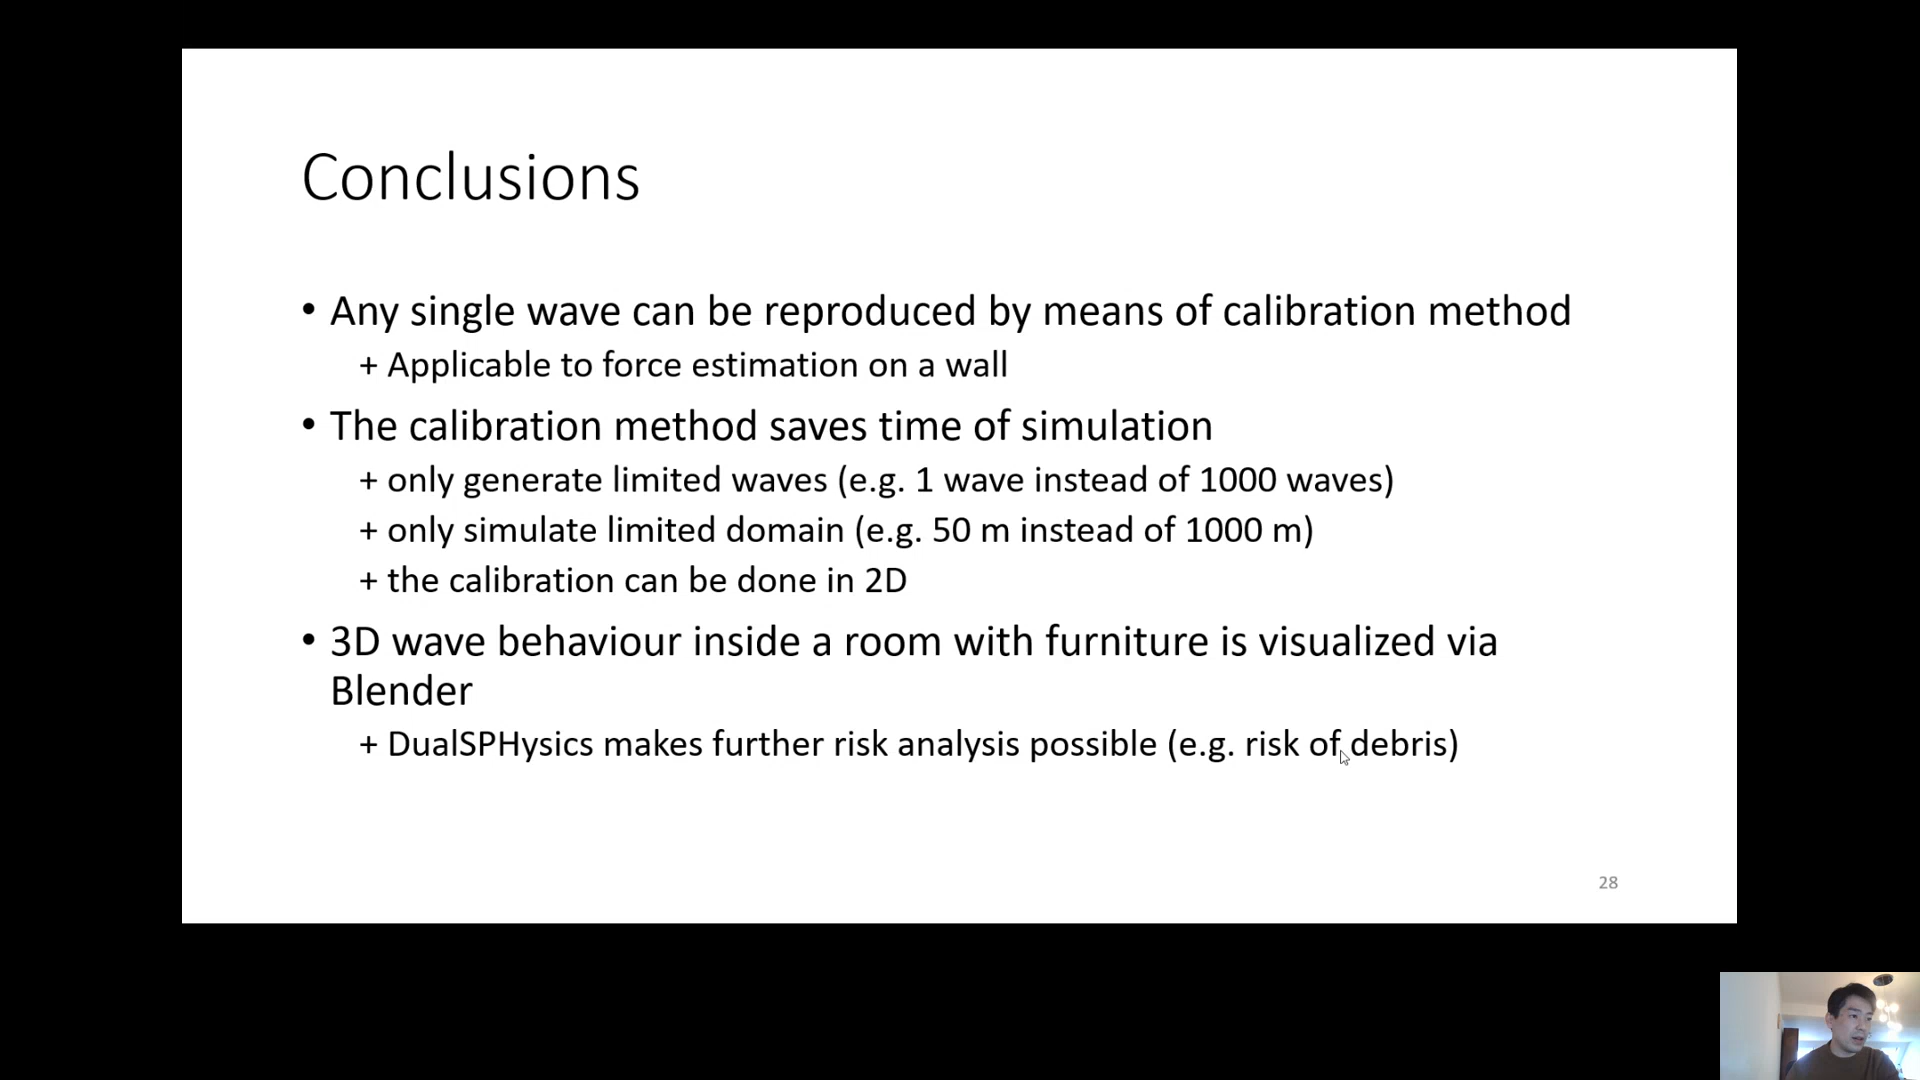 Conclusions
• Any single wave can be reproduced by means of calibration method
+ Applicable to force estimation on a wall
• The calibration method saves time of simulation
+ only generate limited waves (e.g. 1 wave instead of 1000 waves)
+ only simulate limited domain (e.g. 50 m instead of 1000 m)
+ the calibration can be done in 2D
• 3D wave behaviour inside a room with furniture is visualized via
Blender
+ DualSPHysics makes further risk analysis possible (e.g. risk of debris)
28